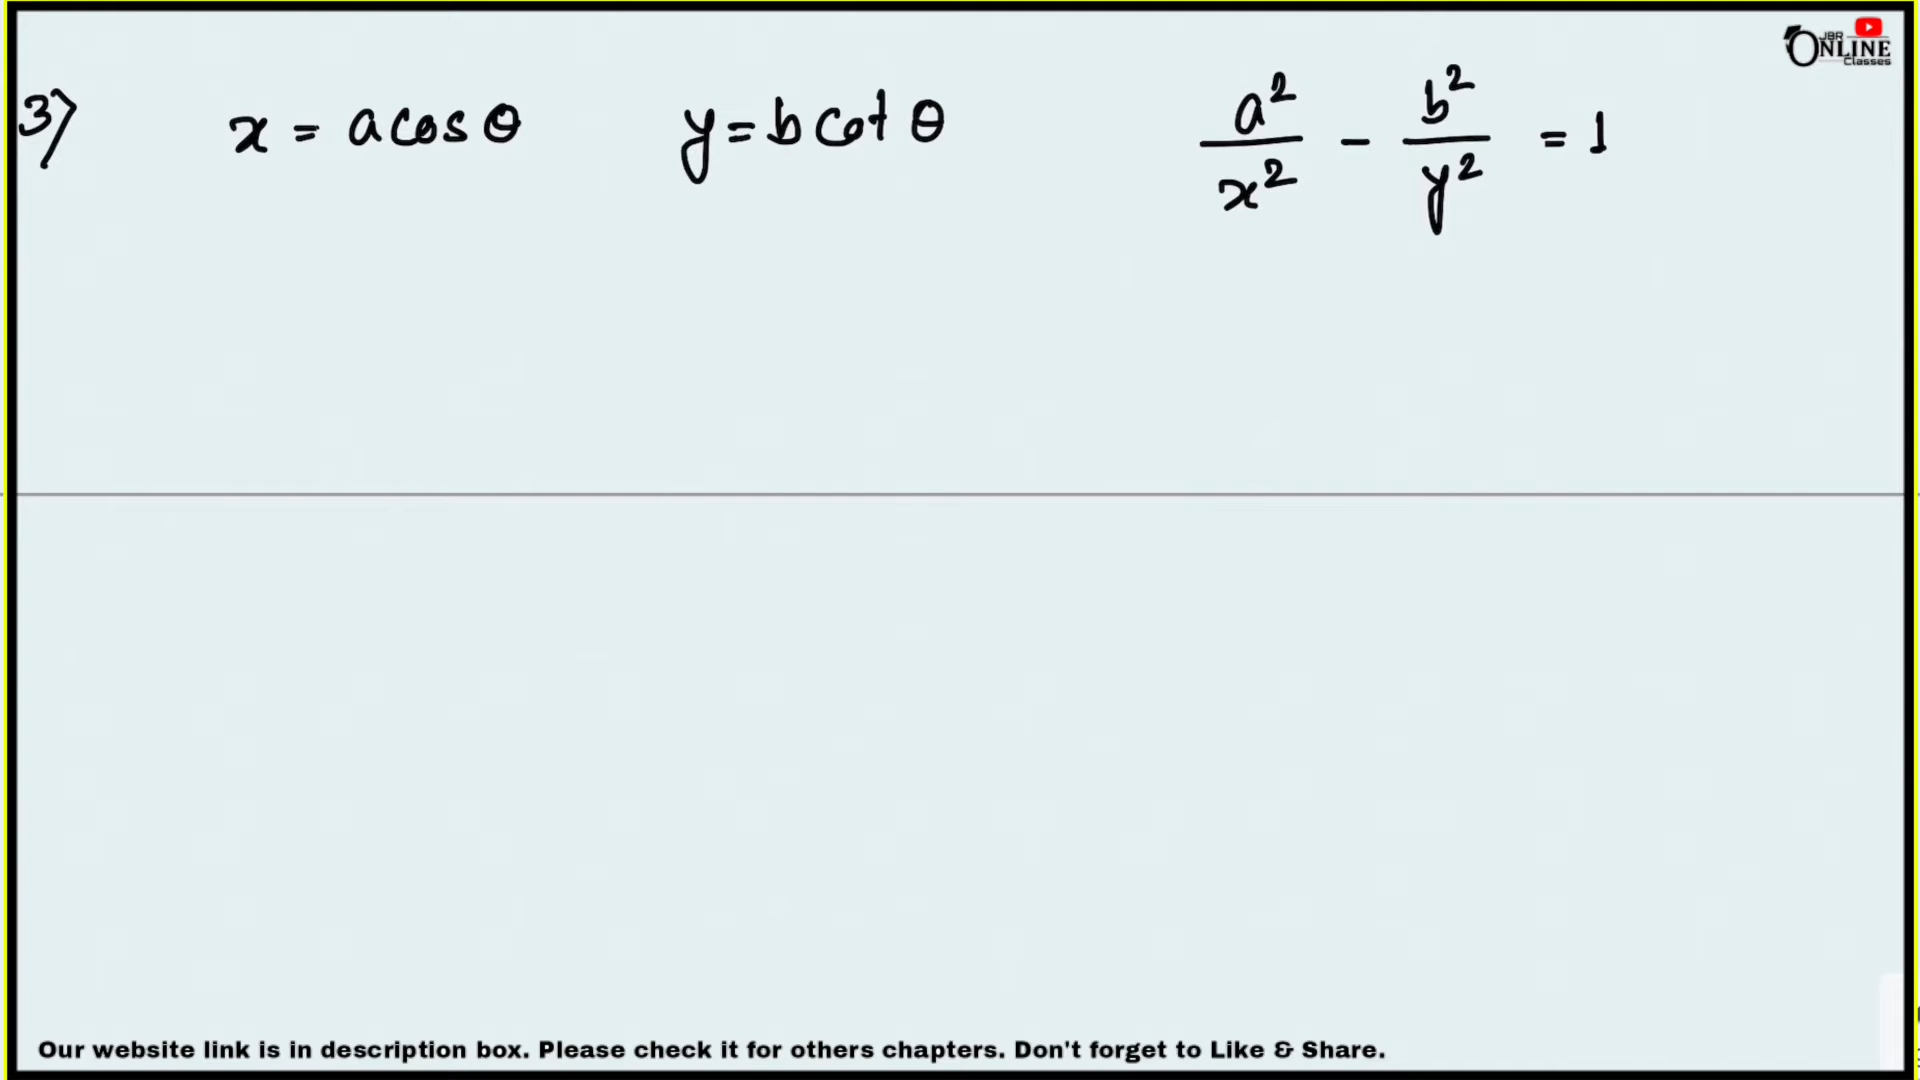 JBR
ONLINE
Classes
3) x = a cos θ y = b cot θ a²/x² - b²/y² = 1
Our website link is in description box. Please check it for others chapters. Don't forget to Like & Share.